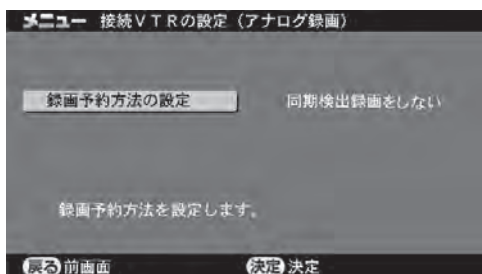 メニュー 接続VTRの設定(アナログ録画)
録画予約方法の設定 同期検出録画をしない
録画予約方法を設定します。
戻る 前画面 決定 決定